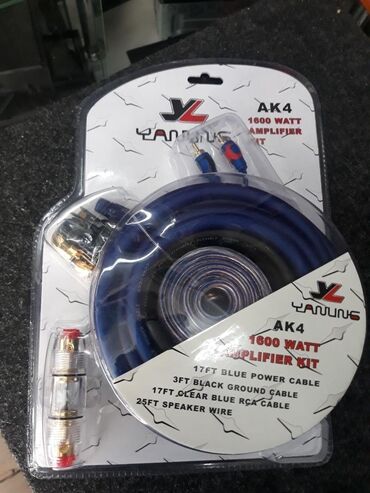 YL
YANLING
AK4
1600 WATT
AMPLIFIER
KIT
YL
YANLING
AK4
1600 WATT
AMPLIFIER KIT
17FT BLUE POWER CABLE
3FT BLACK GROUND CABLE
17FT CLEAR BLUE RCA CABLE
25FT SPEAKER WIRE